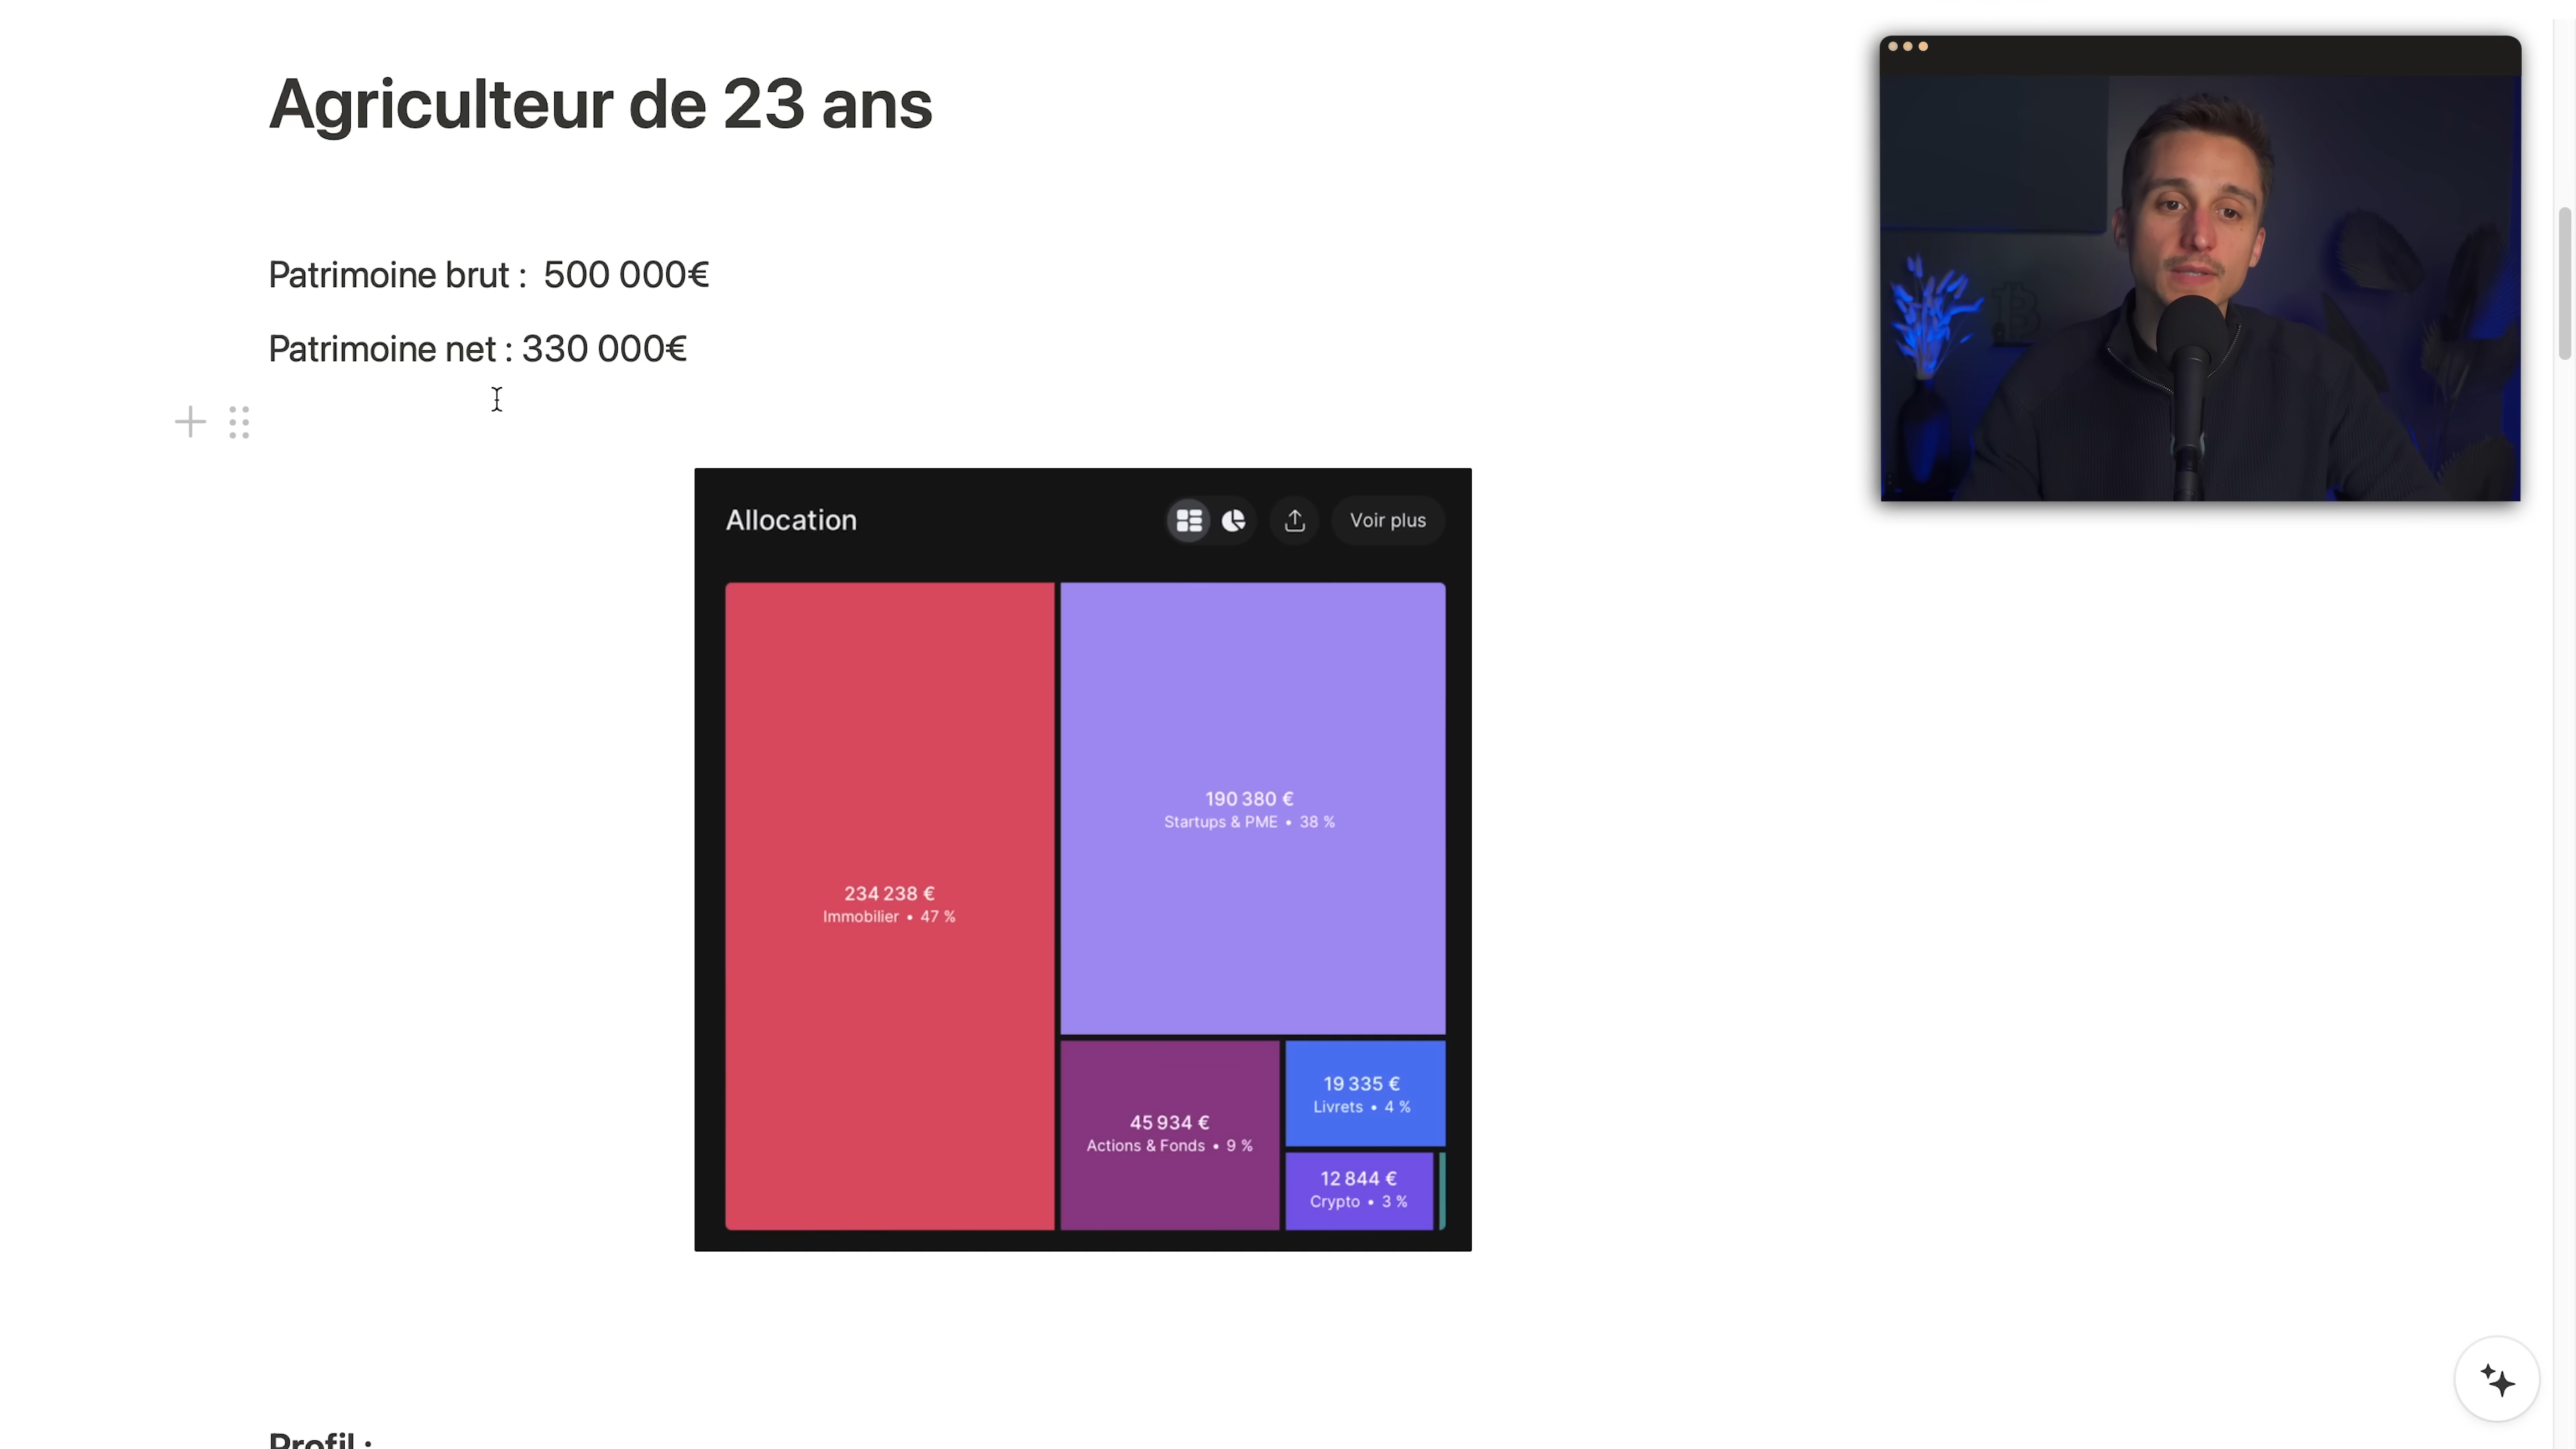 Agriculteur de 23 ans
Patrimoine brut : 500 000€
Patrimoine net : 330 000€
Allocation
Voir plus
234 238 €
Immobilier • 47 %
190 380 €
Startups & PME • 38 %
45 934 €
Actions & Fonds • 9 %
19 335 €
Livrets • 4 %
12 844 €
Crypto • 3 %
Profil :